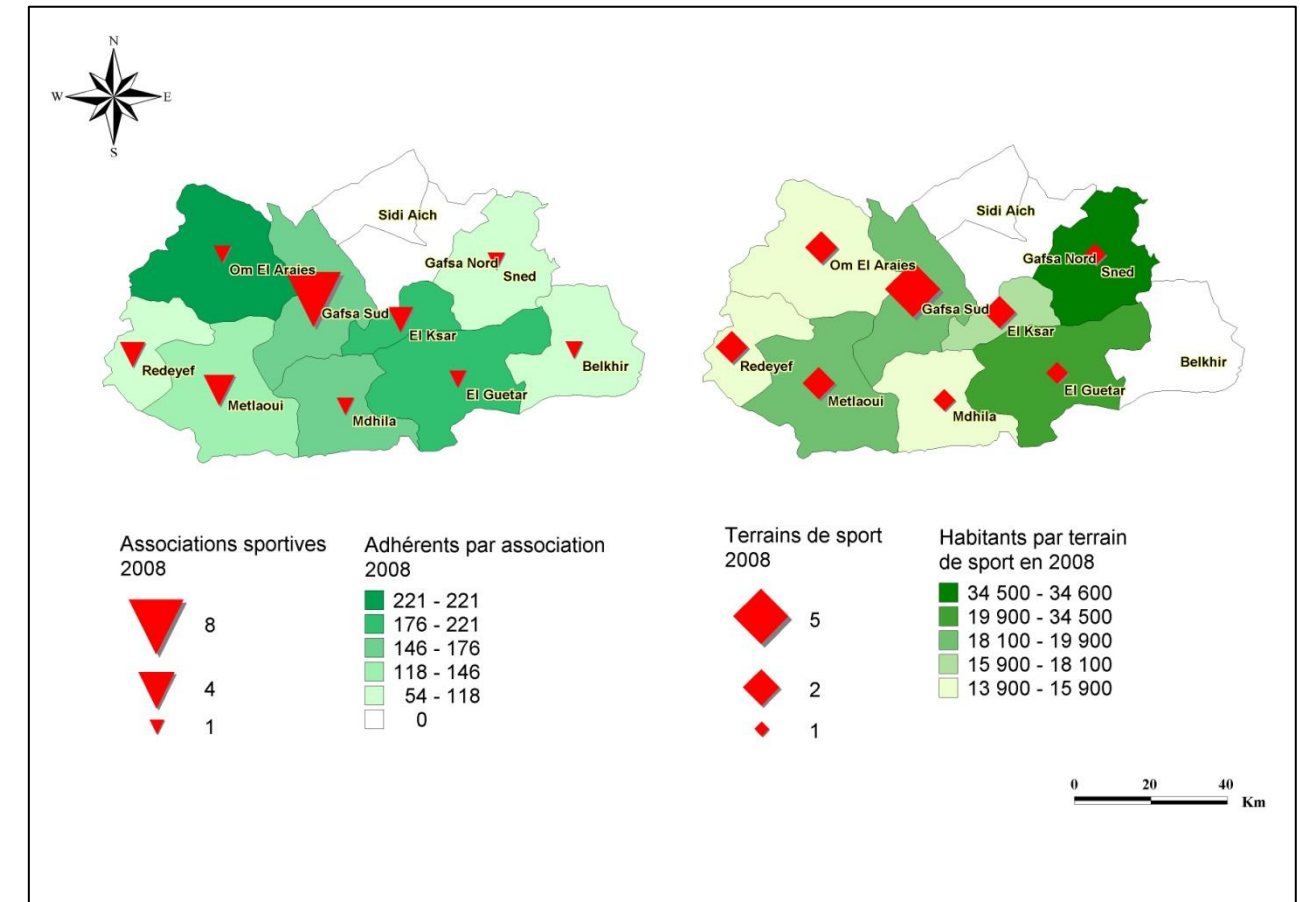 N
W
E
S
Sidi Aich
Gafsa Nord
Sned
Om El Araies
Gafsa Sud
El Ksar
Redeyef
Metlaoui
Mdhila
El Guetar
Belkhir
Sidi Aich
Gafsa Nord
Sned
Om El Araies
Gafsa Sud
El Ksar
Redeyef
Metlaoui
Mdhila
El Guetar
Belkhir
Associations sportives
2008
8
4
1
Adhérents par association
2008
221 - 221
176 - 221
146 - 176
118 - 146
54 - 118
0
Terrains de sport
2008
5
2
1
Habitants par terrain
de sport en 2008
34 500 - 34 600
19 900 - 34 500
18 100 - 19 900
15 900 - 18 100
13 900 - 15 900
0 20 40
Km